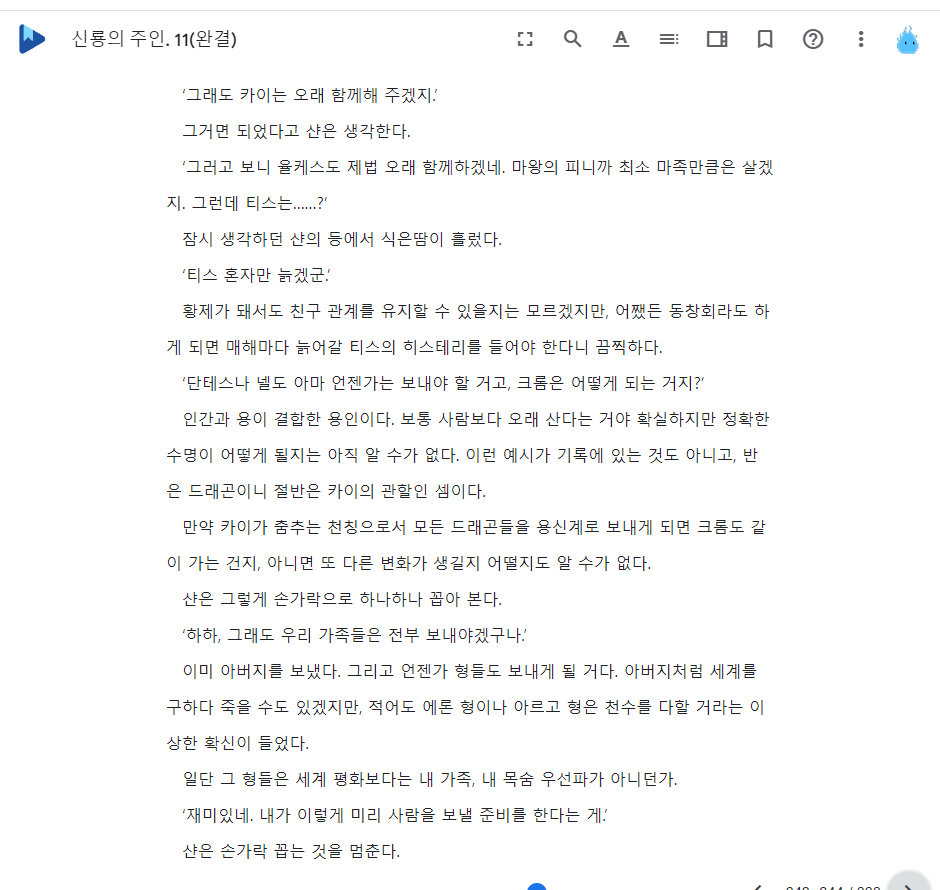 신룡의 주인. 11(완결)
‘그래도 카이는 오래 함께해 주겠지.’
그거면 되었다고 샨은 생각한다.
‘그러고 보니 율케스도 제법 오래 함께하겠네. 마왕의 피니까 최소 마족만큼은 살겠
지. 그런데 티스는......?’
잠시 생각하던 샨의 등에서 식은땀이 흘렀다.
‘티스 혼자만 늙겠군.’
황제가 돼서도 친구 관계를 유지할 수 있을지는 모르겠지만, 어쨌든 동창회라도 하
게 되면 매해마다 늙어갈 티스의 히스테리를 들어야 한다니 끔찍하다.
‘단테스나 넬도 아마 언젠가는 보내야 할 거고, 크롬은 어떻게 되는 거지?’
인간과 용이 결합한 용인이다. 보통 사람보다 오래 산다는 거야 확실하지만 정확한
수명이 어떻게 될지는 아직 알 수가 없다. 이런 예시가 기록에 있는 것도 아니고, 반
은 드래곤이니 절반은 카이의 관할인 셈이다.
만약 카이가 춤추는 천칭으로서 모든 드래곤들을 용신계로 보내게 되면 크롬도 같
이 가는 건지, 아니면 또 다른 변화가 생길지 어떨지도 알 수가 없다.
샨은 그렇게 손가락으로 하나하나 꼽아 본다.
‘하하, 그래도 우리 가족들은 전부 보내야겠구나.’
이미 아버지를 보냈다. 그리고 언젠가 형들도 보내게 될 거다. 아버지처럼 세계를
구하다 죽을 수도 있겠지만, 적어도 에론 형이나 아르고 형은 천수를 다할 거라는 이
상한 확신이 들었다.
일단 그 형들은 세계 평화보다는 내 가족, 내 목숨 우선파가 아니던가.
‘재미있네. 내가 이렇게 미리 사람을 보낼 준비를 한다는 게.’
샨은 손가락 꼽는 것을 멈춘다.